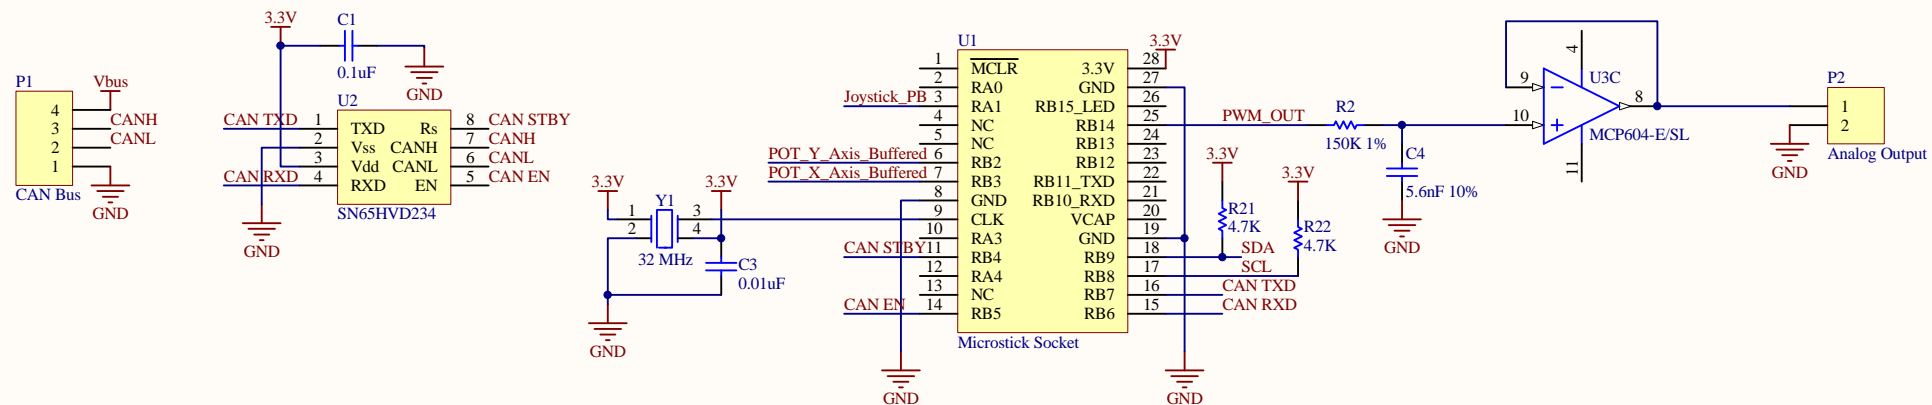 P1
Vbus
4
3
2
1
CANH
CANL
CAN Bus
GND
3.3V
C1
0.1uF
GND
U2
CAN TXD 1 TXD Rs 8 CAN STBY
2 Vss CANH 7 CANH
3 Vdd CANL 6 CANL
CAN RXD 4 RXD EN 5 CAN EN
SN65HVD234
GND
3.3V
3.3V
Y1
1 3
2 4
32 MHz
C3
0.01uF
GND
U1
3.3V
1 MCLR 3.3V 28
2 RA0 GND 27
Joystick_PB 3 RA1 RB15_LED 26
4 NC RB14 25 PWM_OUT
5 NC RB13 24
POT_Y_Axis_Buffered 6 RB2 RB12 23
POT_X_Axis_Buffered 7 RB3 RB11_TXD 22
8 GND RB10_RXD 21
9 CLK VCAP 20
10 RA3 GND 19
CAN STBY 11 RB4 RB9 18 SDA
12 RA4 RB8 17 SCL
13 NC RB7 16 CAN TXD
CAN EN 14 RB5 RB6 15 CAN RXD
Microstick Socket
GND
GND
3.3V
R21
4.7K
3.3V
R22
4.7K
R2
150K 1%
C4
5.6nF 10%
GND
4
9
10
8
11
U3C
MCP604-E/SL
P2
1
2
GND
Analog Output